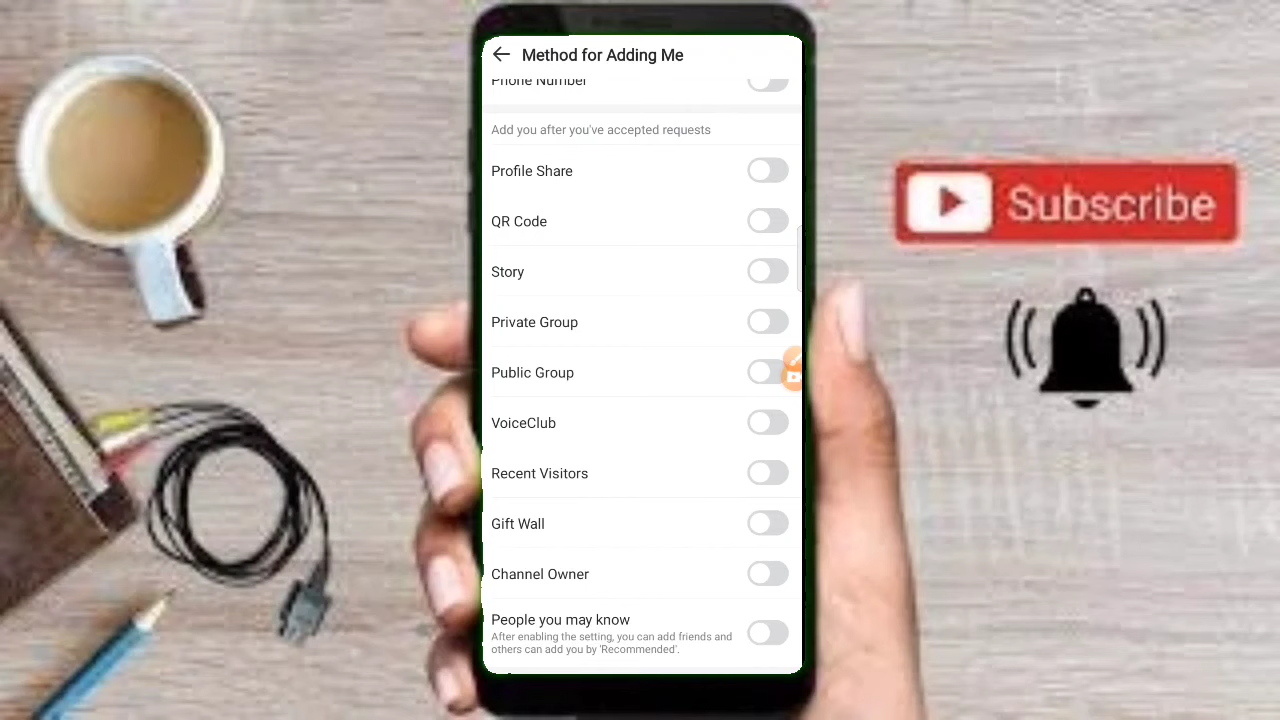 Method for Adding Me
Phone Number
Add you after you've accepted requests
Profile Share
QR Code
Story
Private Group
Public Group
VoiceClub
Recent Visitors
Gift Wall
Channel Owner
People you may know
After enabling the setting, you can add friends and
others can add you by 'Recommended'.
Subscribe